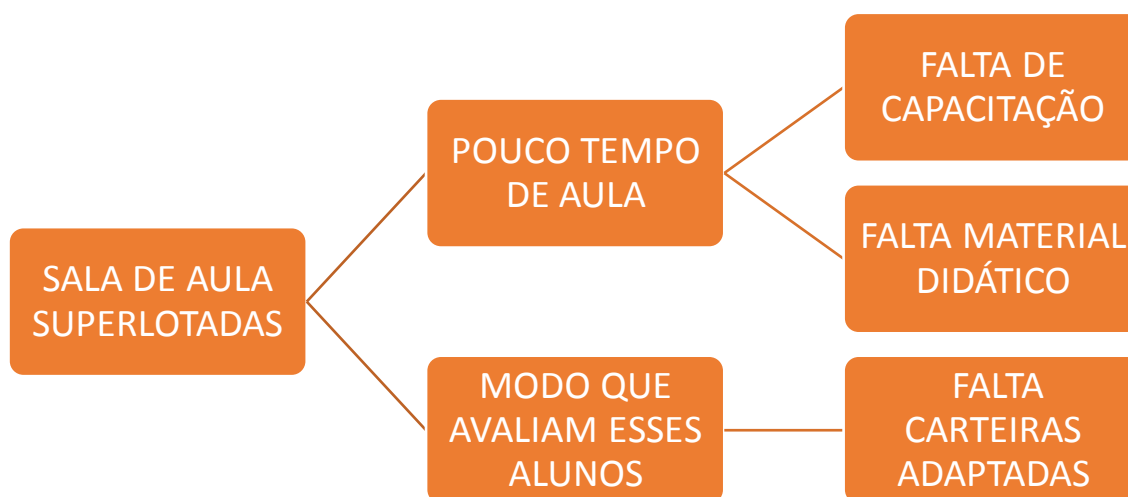 SALA DE AULA
SUPERLOTADAS
POUCO TEMPO
DE AULA
FALTA DE
CAPACITAÇÃO
FALTA MATERIAL
DIDÁTICO
MODO QUE
AVALIAM ESSES
ALUNOS
FALTA
CARTEIRAS
ADAPTADAS